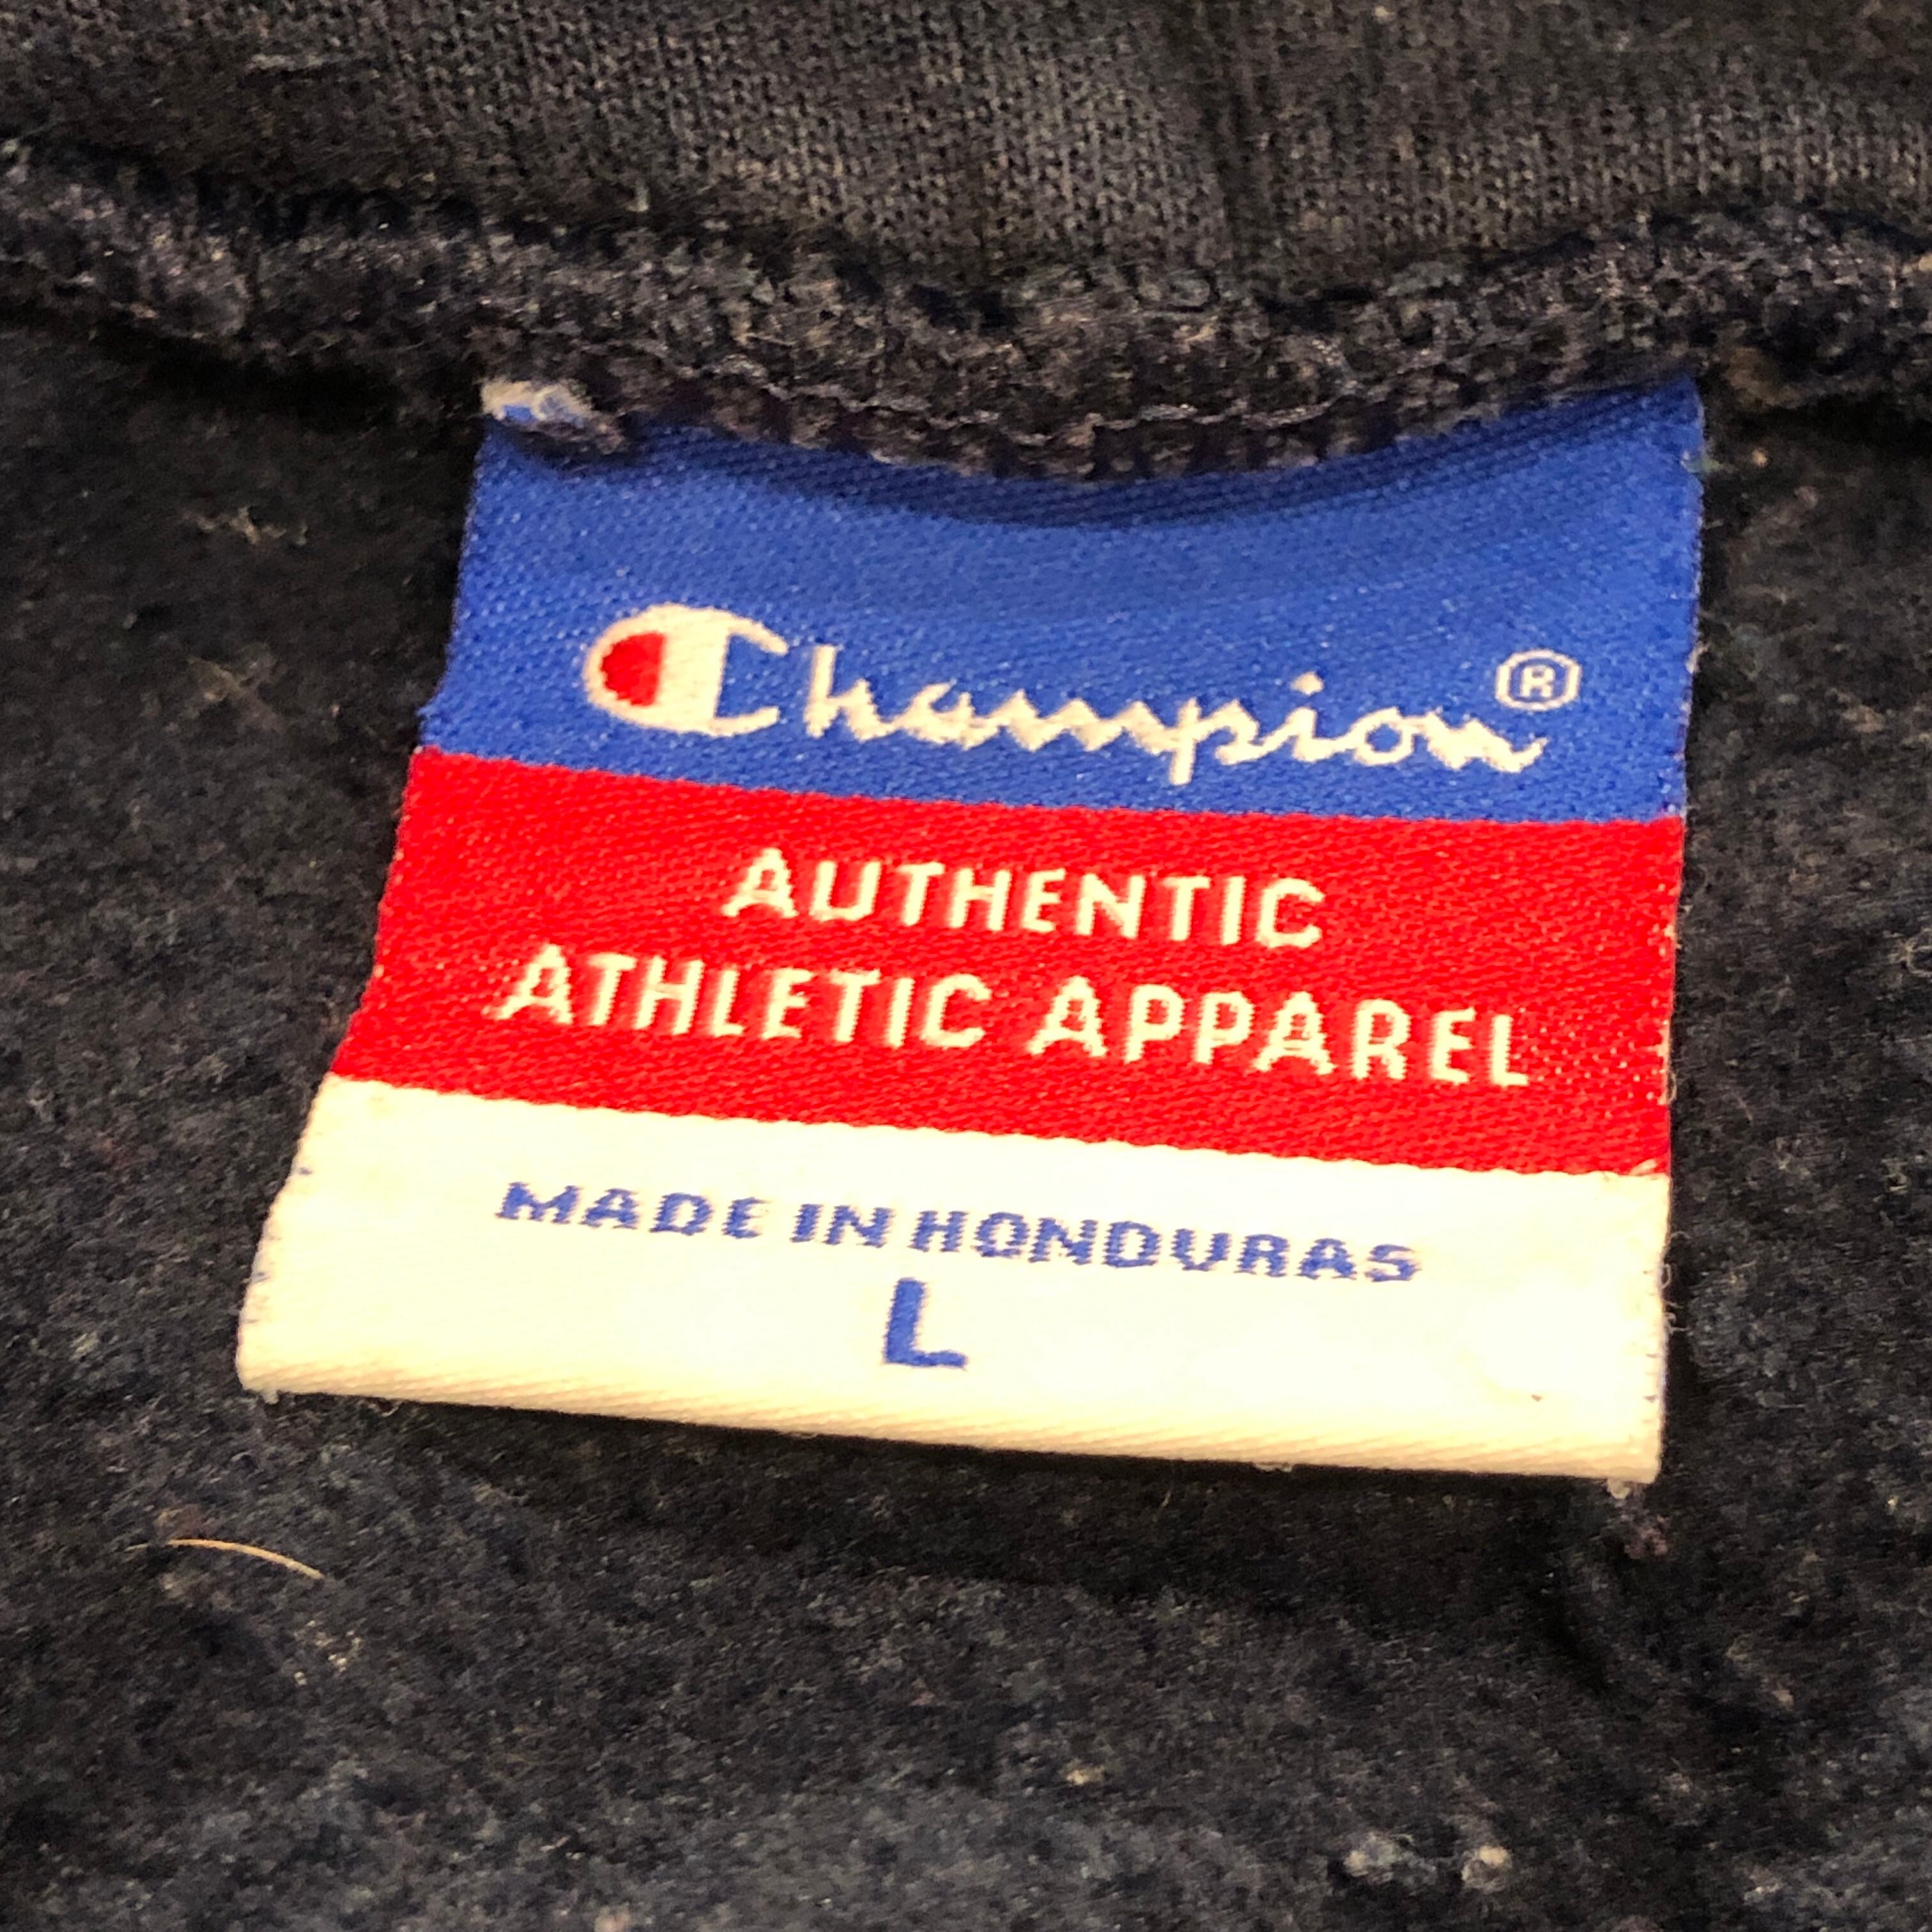 Champion®
AUTHENTIC
ATHLETIC APPAREL
MADE IN HONDURAS
L